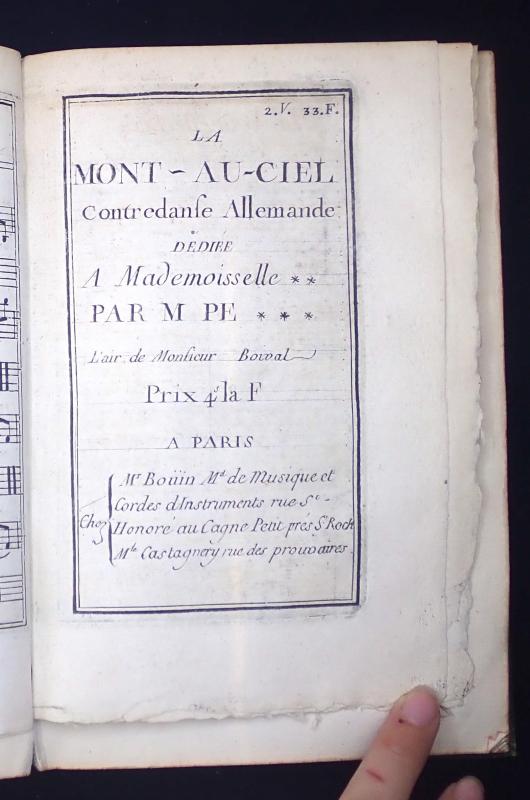 2.V. 33.F.
LA
MONT-AU-CIEL
Contredanse Allemande
DÉDIÉE
A Mademoisselle **
PAR M PE ***
L'air de Monsieur Boival
Prix 4s la F
A PARIS
Mr Boüin Md de Musique et
Cordes d'Instruments rue St-
Chez Honoré au Cagne Petit prés St Roch
Mlle Castagnery rue des prouvaires.